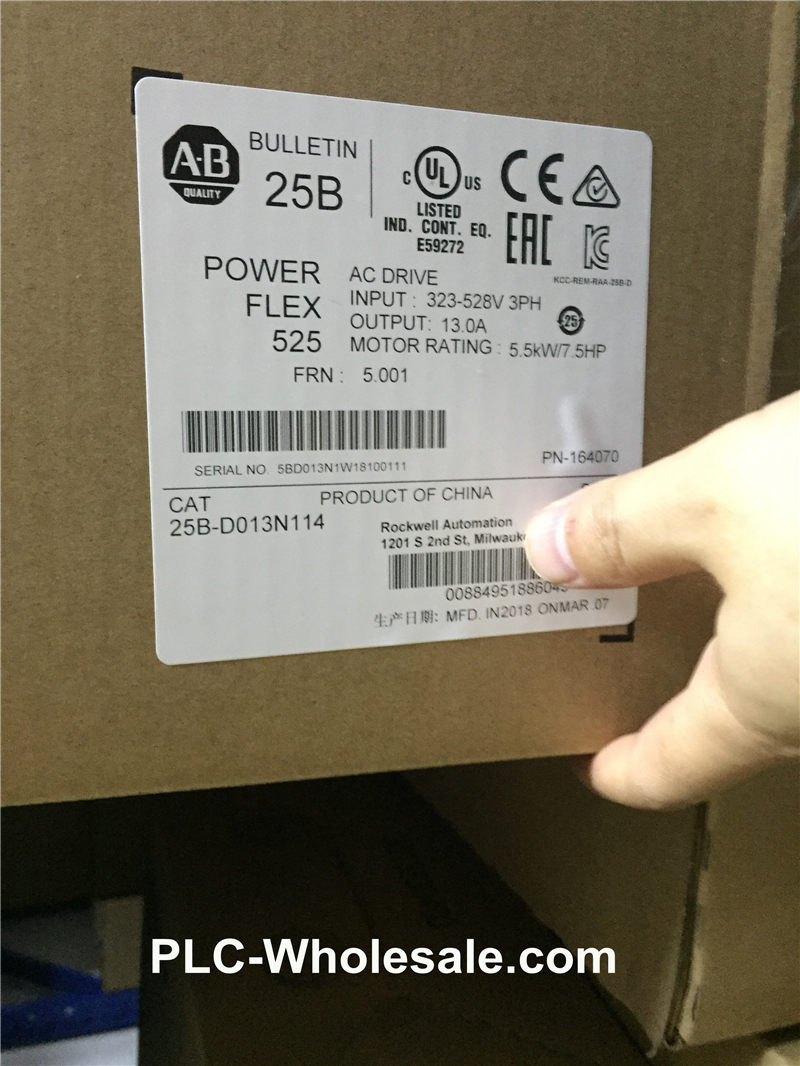 A-B
QUALITY
BULLETIN
25B
C UL US
LISTED
IND. CONT. EQ.
E59272
CE
EAC
KCC-REM-RAA-25B-D
POWER
FLEX
525
AC DRIVE
INPUT : 323-528V 3PH
OUTPUT: 13.0A
MOTOR RATING : 5.5kW/7.5HP
25
FRN : 5.001
SERIAL NO. 5BD013N1W18100111
PN-164070
CAT
25B-D013N114
PRODUCT OF CHINA
Rockwell Automation
1201 S 2nd St,
生产日期: MFD. IN2018 ONMAR.07
PLC-Wholesale.com